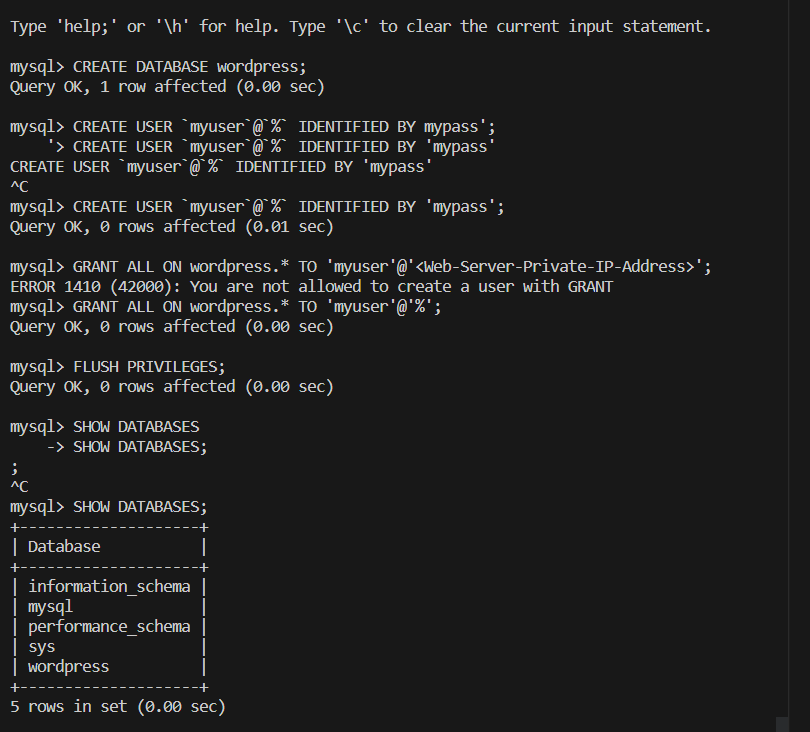 Type 'help;' or '\h' for help. Type '\c' to clear the current input statement.
mysql> CREATE DATABASE wordpress;
Query OK, 1 row affected (0.00 sec)
mysql> CREATE USER `myuser`@`%` IDENTIFIED BY mypass';
    '> CREATE USER `myuser`@`%` IDENTIFIED BY 'mypass'
CREATE USER `myuser`@`%` IDENTIFIED BY 'mypass'
^C
mysql> CREATE USER `myuser`@`%` IDENTIFIED BY 'mypass';
Query OK, 0 rows affected (0.01 sec)
mysql> GRANT ALL ON wordpress.* TO 'myuser'@'<Web-Server-Private-IP-Address>';
ERROR 1410 (42000): You are not allowed to create a user with GRANT
mysql> GRANT ALL ON wordpress.* TO 'myuser'@'%';
Query OK, 0 rows affected (0.00 sec)
mysql> FLUSH PRIVILEGES;
Query OK, 0 rows affected (0.00 sec)
mysql> SHOW DATABASES
    -> SHOW DATABASES;
;
^C
mysql> SHOW DATABASES;
+--------------------+
| Database           |
+--------------------+
| information_schema |
| mysql              |
| performance_schema |
| sys                |
| wordpress          |
+--------------------+
5 rows in set (0.00 sec)